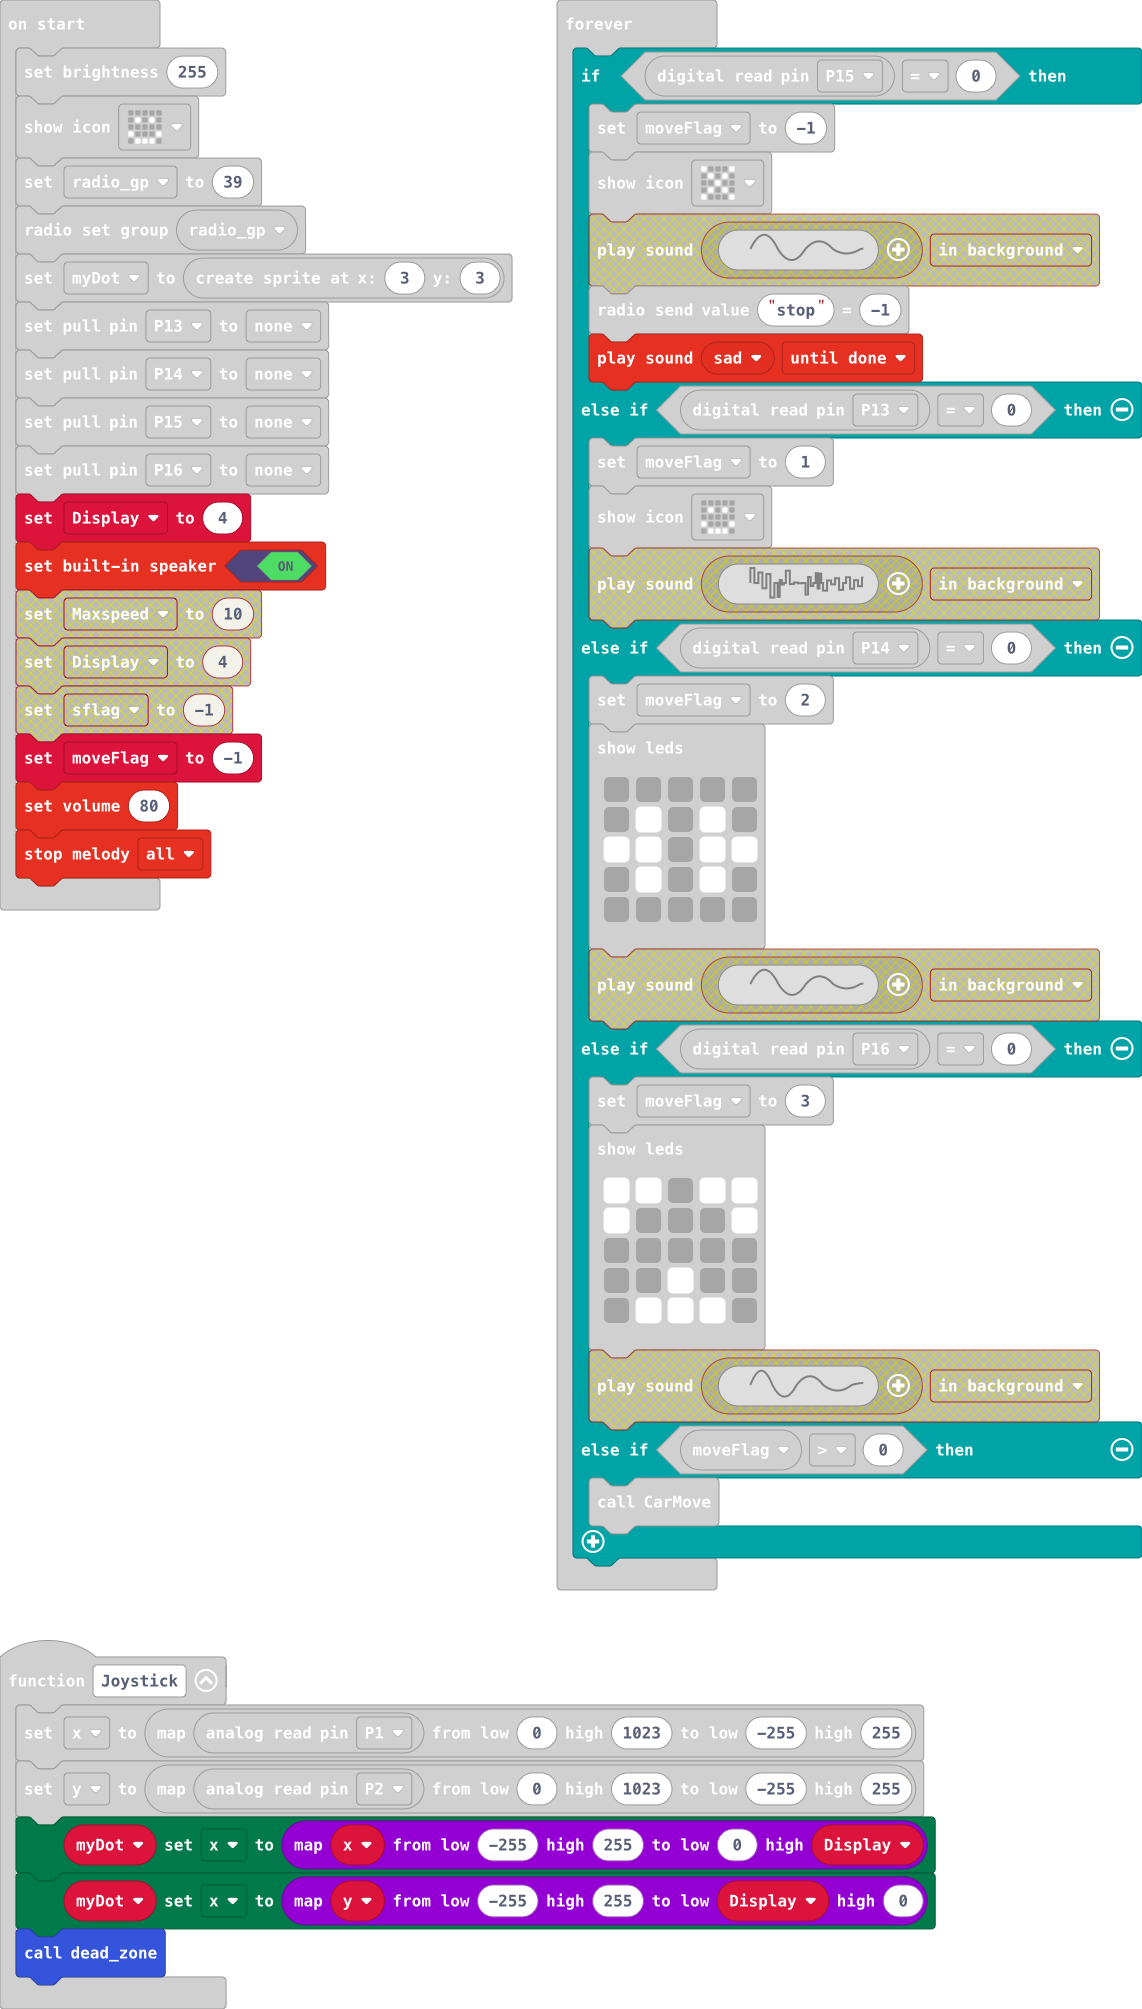 on start
set brightness 255
show icon
set radio_gp to 39
radio set group radio_gp
set myDot to create sprite at x: 3 y: 3
set pull pin P13 to none
set pull pin P14 to none
set pull pin P15 to none
set pull pin P16 to none
set Display to 4
set built-in speaker ON
set Maxspeed to 10
set Display to 4
set sflag to -1
set moveFlag to -1
set volume 80
stop melody all
forever
if digital read pin P15 = 0 then
set moveFlag to -1
show icon
play sound in background
radio send value "stop" = -1
play sound sad until done
else if digital read pin P13 = 0 then
set moveFlag to 1
show icon
play sound in background
else if digital read pin P14 = 0 then
set moveFlag to 2
show leds
play sound in background
else if digital read pin P16 = 0 then
set moveFlag to 3
show leds
play sound in background
else if moveFlag > 0 then
call CarMove
function Joystick
set x to map analog read pin P1 from low 0 high 1023 to low -255 high 255
set y to map analog read pin P2 from low 0 high 1023 to low -255 high 255
myDot set x to map x from low -255 high 255 to low 0 high Display
myDot set x to map y from low -255 high 255 to low Display high 0
call dead_zone